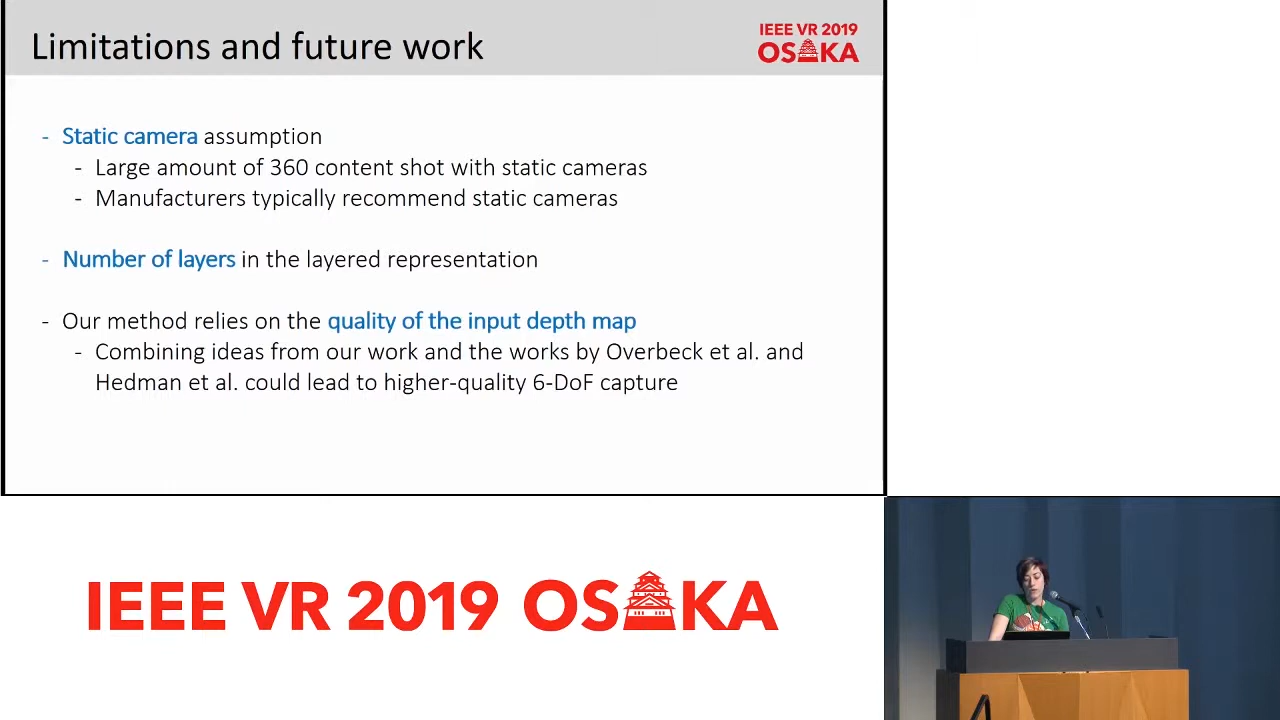 Limitations and future work
IEEE VR 2019
OSAKA
- Static camera assumption
- Large amount of 360 content shot with static cameras
- Manufacturers typically recommend static cameras
- Number of layers in the layered representation
- Our method relies on the quality of the input depth map
- Combining ideas from our work and the works by Overbeck et al. and
Hedman et al. could lead to higher-quality 6-DoF capture
IEEE VR 2019 OSAKA